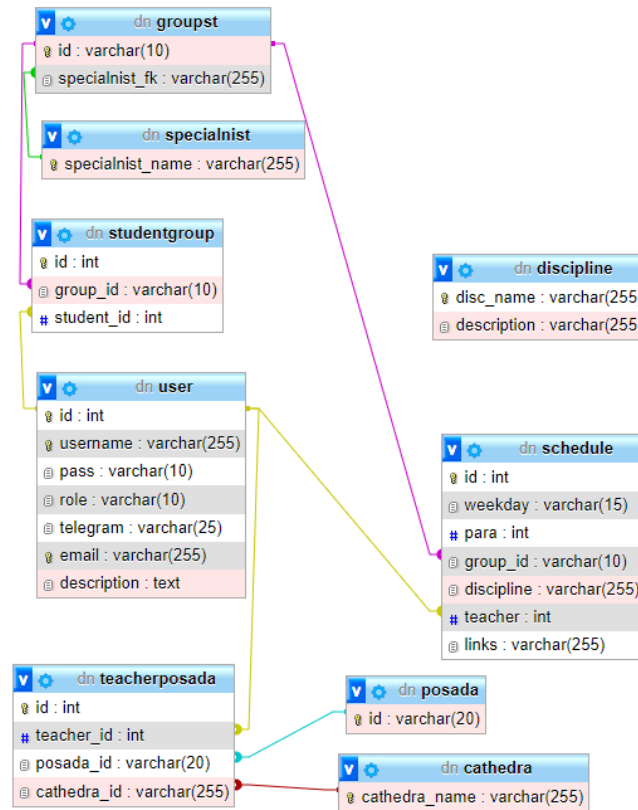 dn groupst
id : varchar(10)
specialnist_fk : varchar(255)
dn specialnist
specialnist_name : varchar(255)
dn studentgroup
id : int
group_id : varchar(10)
# student_id : int
dn discipline
disc_name : varchar(255
description : varchar(255
dn user
id : int
username : varchar(255)
pass : varchar(10)
role : varchar(10)
telegram : varchar(25)
email : varchar(255)
description : text
dn schedule
id : int
weekday : varchar(15)
# para : int
group_id : varchar(10)
discipline : varchar(255)
# teacher : int
links : varchar(255)
dn teacherposada
id : int
# teacher_id : int
posada_id : varchar(20)
cathedra_id : varchar(255)
dn posada
id : varchar(20)
dn cathedra
cathedra_name : varchar(255)